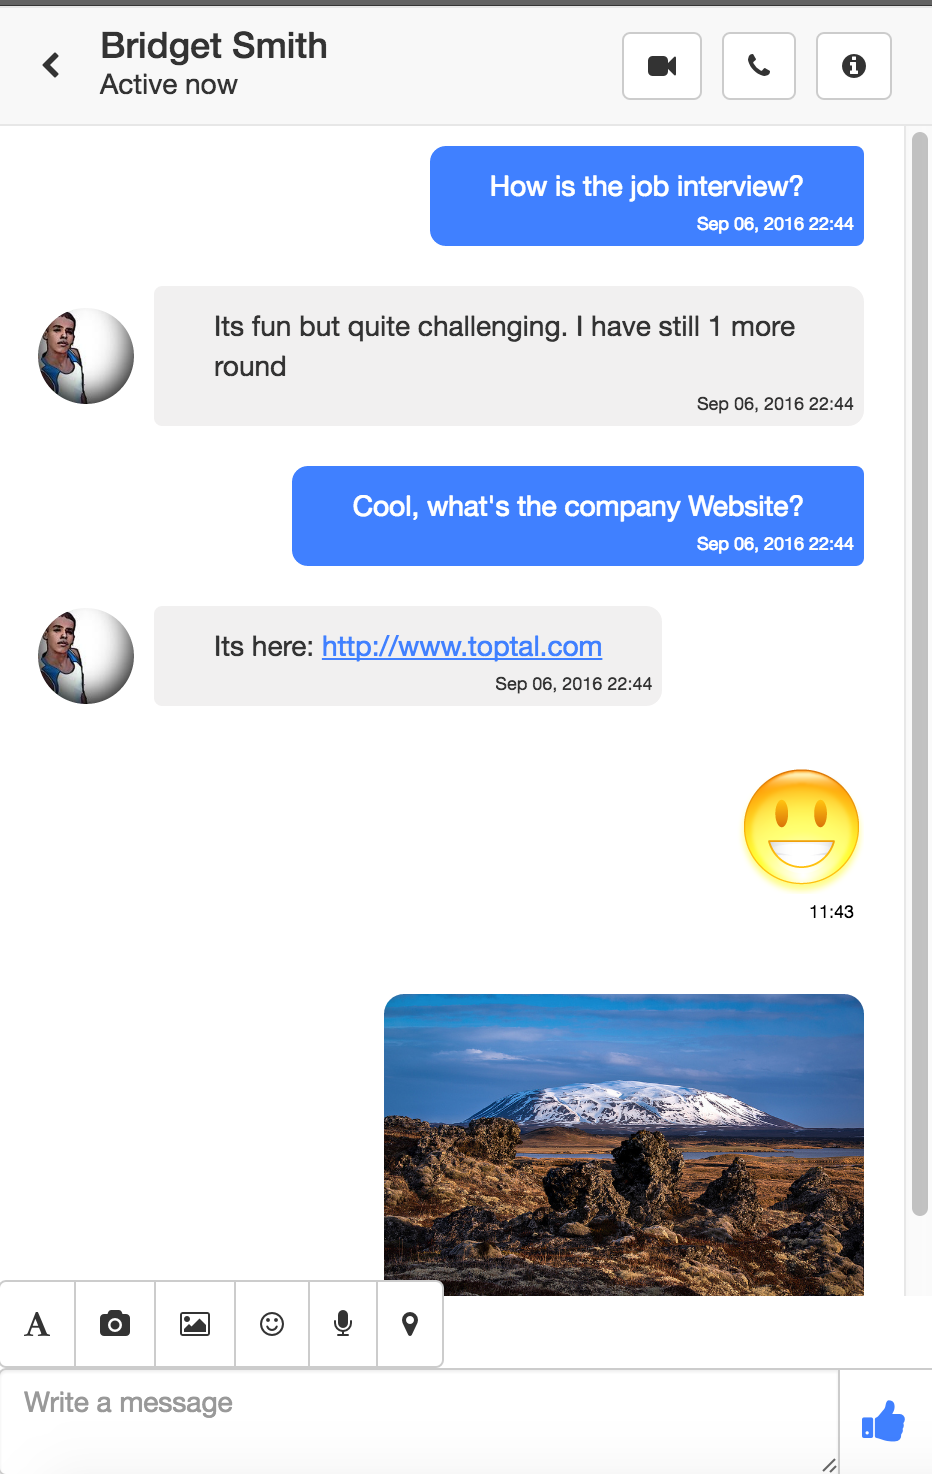 Bridget Smith
Active now
How is the job interview?
Sep 06, 2016 22:44
Its fun but quite challenging. I have still 1 more
round
Sep 06, 2016 22:44
Cool, what's the company Website?
Sep 06, 2016 22:44
Its here: http://www.toptal.com
Sep 06, 2016 22:44
11:43
A
Write a message